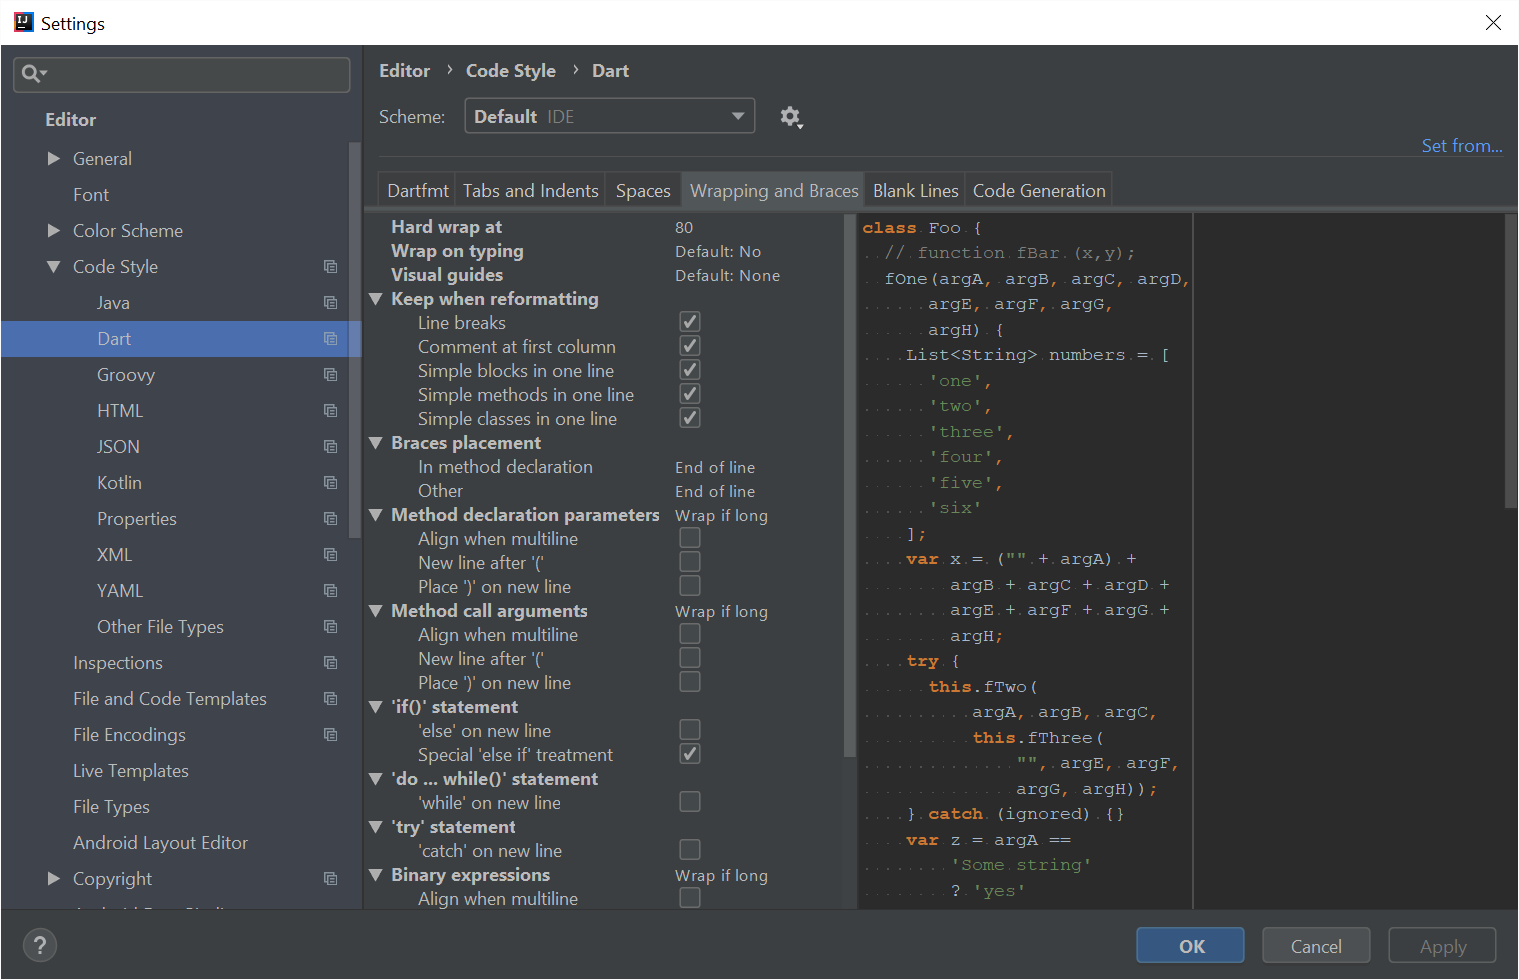 Settings
Editor
General
Font
Color Scheme
Code Style
Java
Dart
Groovy
HTML
JSON
Kotlin
Properties
XML
YAML
Other File Types
Inspections
File and Code Templates
File Encodings
Live Templates
File Types
Android Layout Editor
Copyright
Editor › Code Style › Dart
Scheme: Default IDE
Set from...
Dartfmt Tabs and Indents Spaces Wrapping and Braces Blank Lines Code Generation
Hard wrap at 80
Wrap on typing Default: No
Visual guides Default: None
Keep when reformatting
Line breaks
Comment at first column
Simple blocks in one line
Simple methods in one line
Simple classes in one line
Braces placement
In method declaration End of line
Other End of line
Method declaration parameters Wrap if long
Align when multiline
New line after '('
Place ')' on new line
Method call arguments Wrap if long
Align when multiline
New line after '('
Place ')' on new line
'if()' statement
'else' on new line
Special 'else if' treatment
'do ... while()' statement
'while' on new line
'try' statement
'catch' on new line
Binary expressions Wrap if long
Align when multiline
class Foo {
// function fBar (x,y);
fOne(argA, argB, argC, argD,
argE, argF, argG,
argH) {
List<String> numbers = [
'one',
'two',
'three',
'four',
'five',
'six'
];
var x = ("" + argA) +
argB + argC + argD +
argE + argF + argG +
argH;
try {
this.fTwo(
argA, argB, argC,
this.fThree(
"", argE, argF,
argG, argH));
} catch (ignored) {}
var z = argA ==
'Some string'
? 'yes'
?
OK
Cancel
Apply